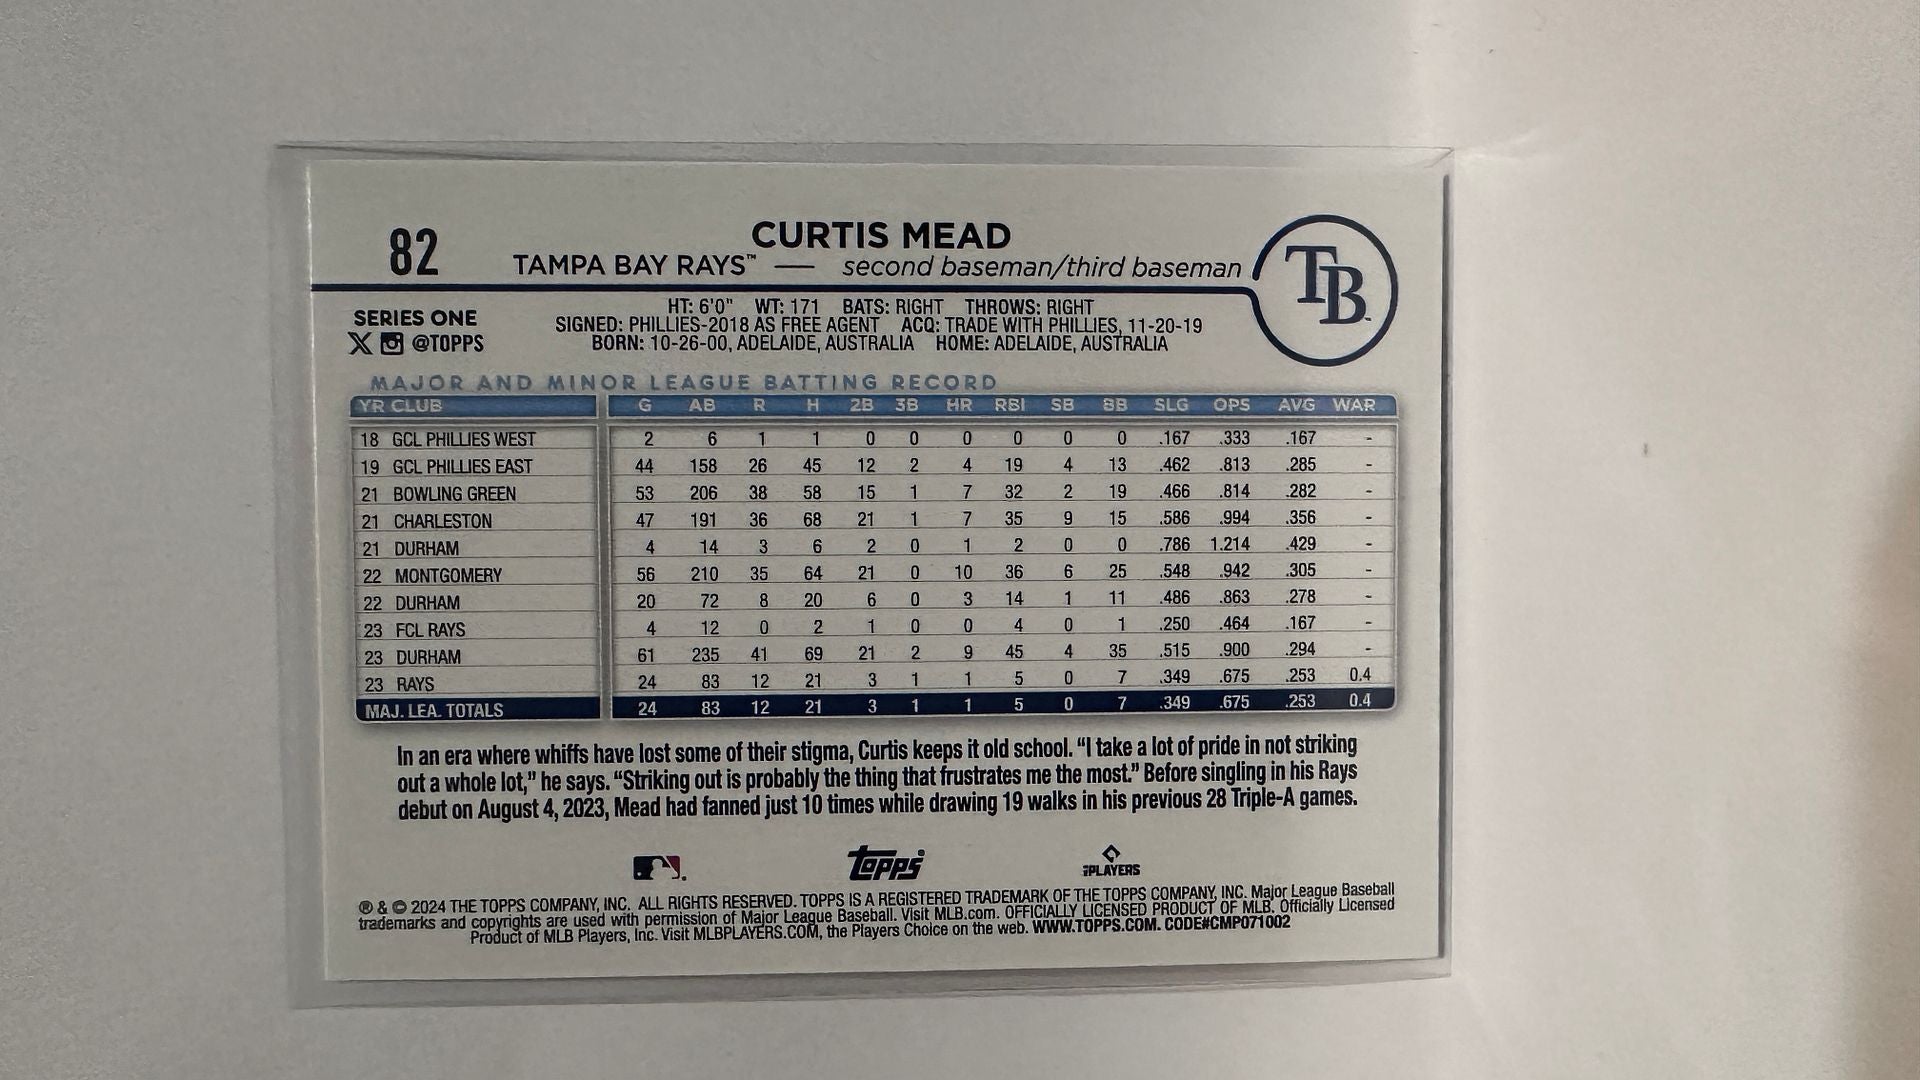 82
CURTIS MEAD
TAMPA BAY RAYS™ — second baseman/third baseman
TB
SERIES ONE
X @TOPPS
HT: 6'0" WT: 171 BATS: RIGHT THROWS: RIGHT
SIGNED: PHILLIES-2018 AS FREE AGENT ACQ: TRADE WITH PHILLIES, 11-20-19
BORN: 10-26-00, ADELAIDE, AUSTRALIA HOME: ADELAIDE, AUSTRALIA
MAJOR AND MINOR LEAGUE BATTING RECORD
YR CLUB G AB R H 2B 3B HR RBI SB BB SLG OPS AVG WAR
18 GCL PHILLIES WEST 2 6 1 1 0 0 0 0 0 0 .167 .333 .167 -
19 GCL PHILLIES EAST 44 158 26 45 12 2 4 19 4 13 .462 .813 .285 -
21 BOWLING GREEN 53 206 38 58 15 1 7 32 2 19 .466 .814 .282 -
21 CHARLESTON 47 191 36 68 21 1 7 35 9 15 .586 .994 .356 -
21 DURHAM 4 14 3 6 2 0 1 2 0 0 .786 1.214 .429 -
22 MONTGOMERY 56 210 35 64 21 0 10 36 6 25 .548 .942 .305 -
22 DURHAM 20 72 8 20 6 0 3 14 1 11 .486 .863 .278 -
23 FCL RAYS 4 12 0 2 1 0 0 4 0 1 .250 .464 .167 -
23 DURHAM 61 235 41 69 21 2 9 45 4 35 .515 .900 .294 -
23 RAYS 24 83 12 21 3 1 1 5 0 7 .349 .675 .253 0.4
MAJ. LEA. TOTALS 24 83 12 21 3 1 1 5 0 7 .349 .675 .253 0.4
In an era where whiffs have lost some of their stigma, Curtis keeps it old school. “I take a lot of pride in not striking
out a whole lot,” he says. “Striking out is probably the thing that frustrates me the most.” Before singling in his Rays
debut on August 4, 2023, Mead had fanned just 10 times while drawing 19 walks in his previous 28 Triple-A games.
Topps
PLAYERS
® & © 2024 THE TOPPS COMPANY, INC. ALL RIGHTS RESERVED. TOPPS IS A REGISTERED TRADEMARK OF THE TOPPS COMPANY, INC. Major League Baseball
trademarks and copyrights are used with permission of Major League Baseball. Visit MLB.com. OFFICIALLY LICENSED PRODUCT OF MLB. Officially Licensed
Product of MLB Players, Inc. Visit MLBPLAYERS.COM, the Players Choice on the web. WWW.TOPPS.COM. CODE#CMP071002